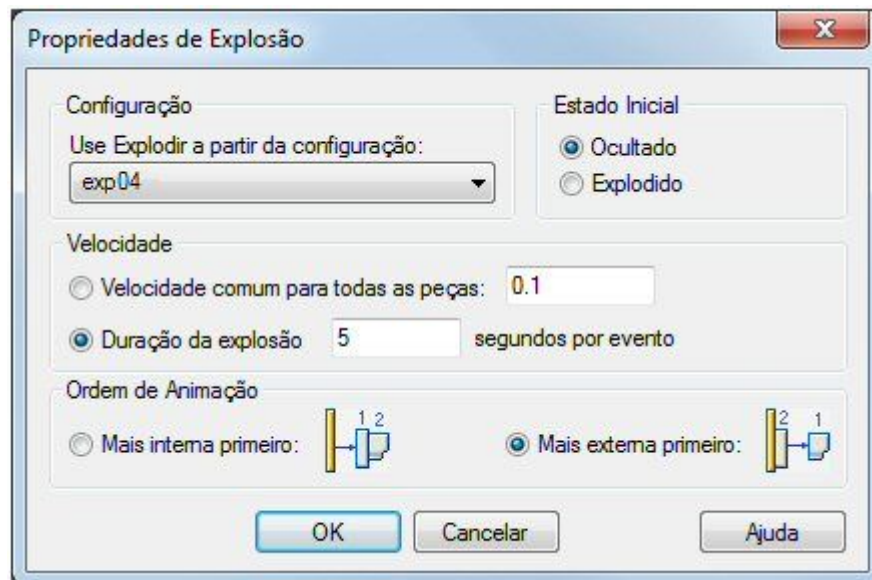 Propriedades de Explosão
Configuração
Use Explodir a partir da configuração:
exp04
Estado Inicial
Ocultado
Explodido
Velocidade
Velocidade comum para todas as peças: 0.1
Duração da explosão 5 segundos por evento
Ordem de Animação
Mais interna primeiro: 1 2
Mais externa primeiro: 2 1
OK Cancelar Ajuda